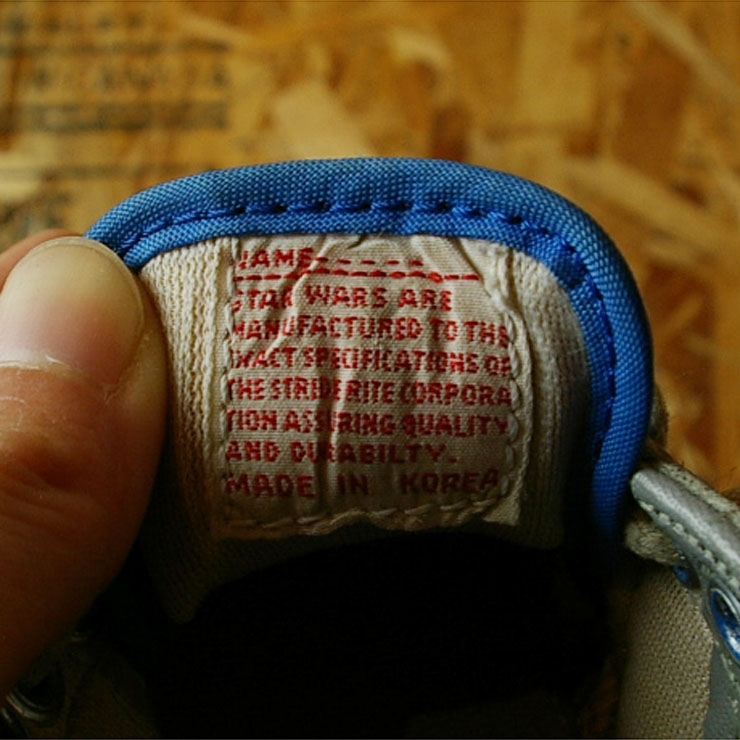 NAME- - - - -
STAR WARS ARE
MANUFACTURED TO THE
EXACT SPECIFICATIONS OF
THE STRIDE RITE CORPORA
TION ASSURING QUALITY
AND DURABILTY.
MADE IN KOREA